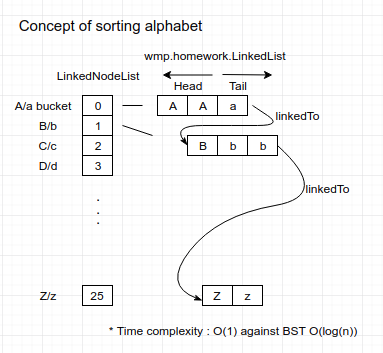 Concept of sorting alphabet
wmp.homework.LinkedList
LinkedNodeList
Head Tail
A/a bucket 0 A A a
linkedTo
B/b 1
C/c 2 B b b
D/d 3
linkedTo
.
.
.
Z/z 25 Z z
* Time complexity : O(1) against BST O(log(n))